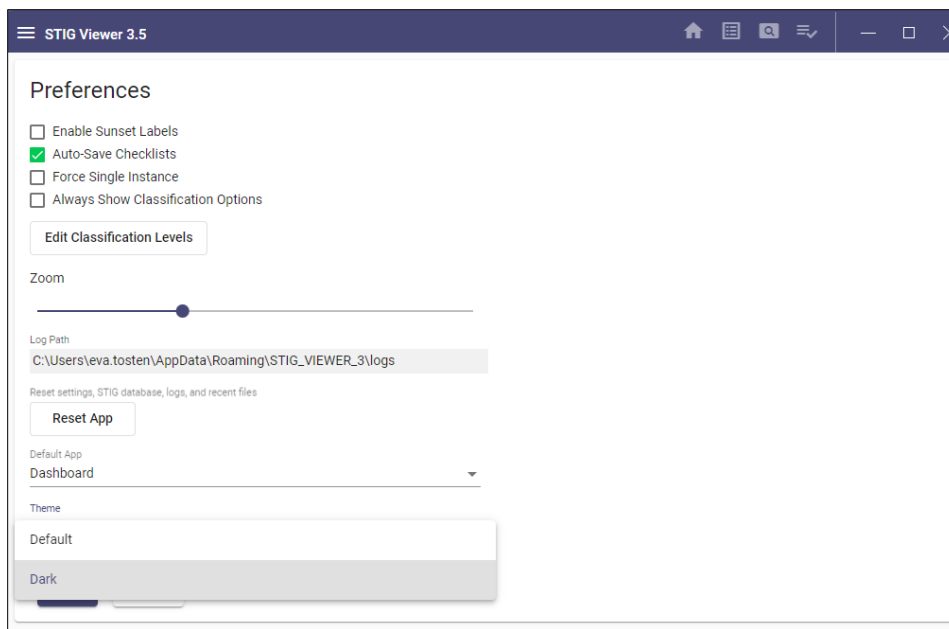 STIG Viewer 3.5
Preferences
Enable Sunset Labels
Auto-Save Checklists
Force Single Instance
Always Show Classification Options
Edit Classification Levels
Zoom
Log Path
C:\Users\eva.tosten\AppData\Roaming\STIG_VIEWER_3\logs
Reset settings, STIG database, logs, and recent files
Reset App
Default App
Dashboard
Theme
Default
Dark